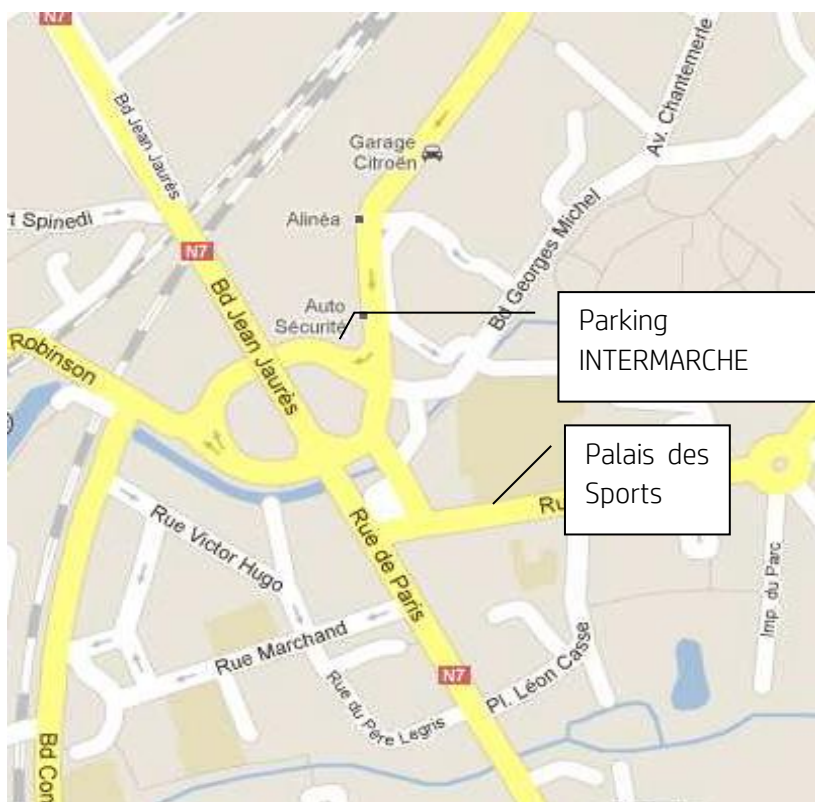 N7
Bd Jean Jaurès
Garage
Citroën
Av. Chantemerle
rt Spinedi
Alinéa
N7
Bd Georges Michel
Bd Jean Jaurès
Auto
Sécurité
Parking
INTERMARCHE
Robinson
Palais des
Sports
Ru
Rue Victor Hugo
Rue de Paris
Imp. du Parc
Rue Marchand
Rue du Père Legris
N7
Pl. Léon Casse
Bd Con